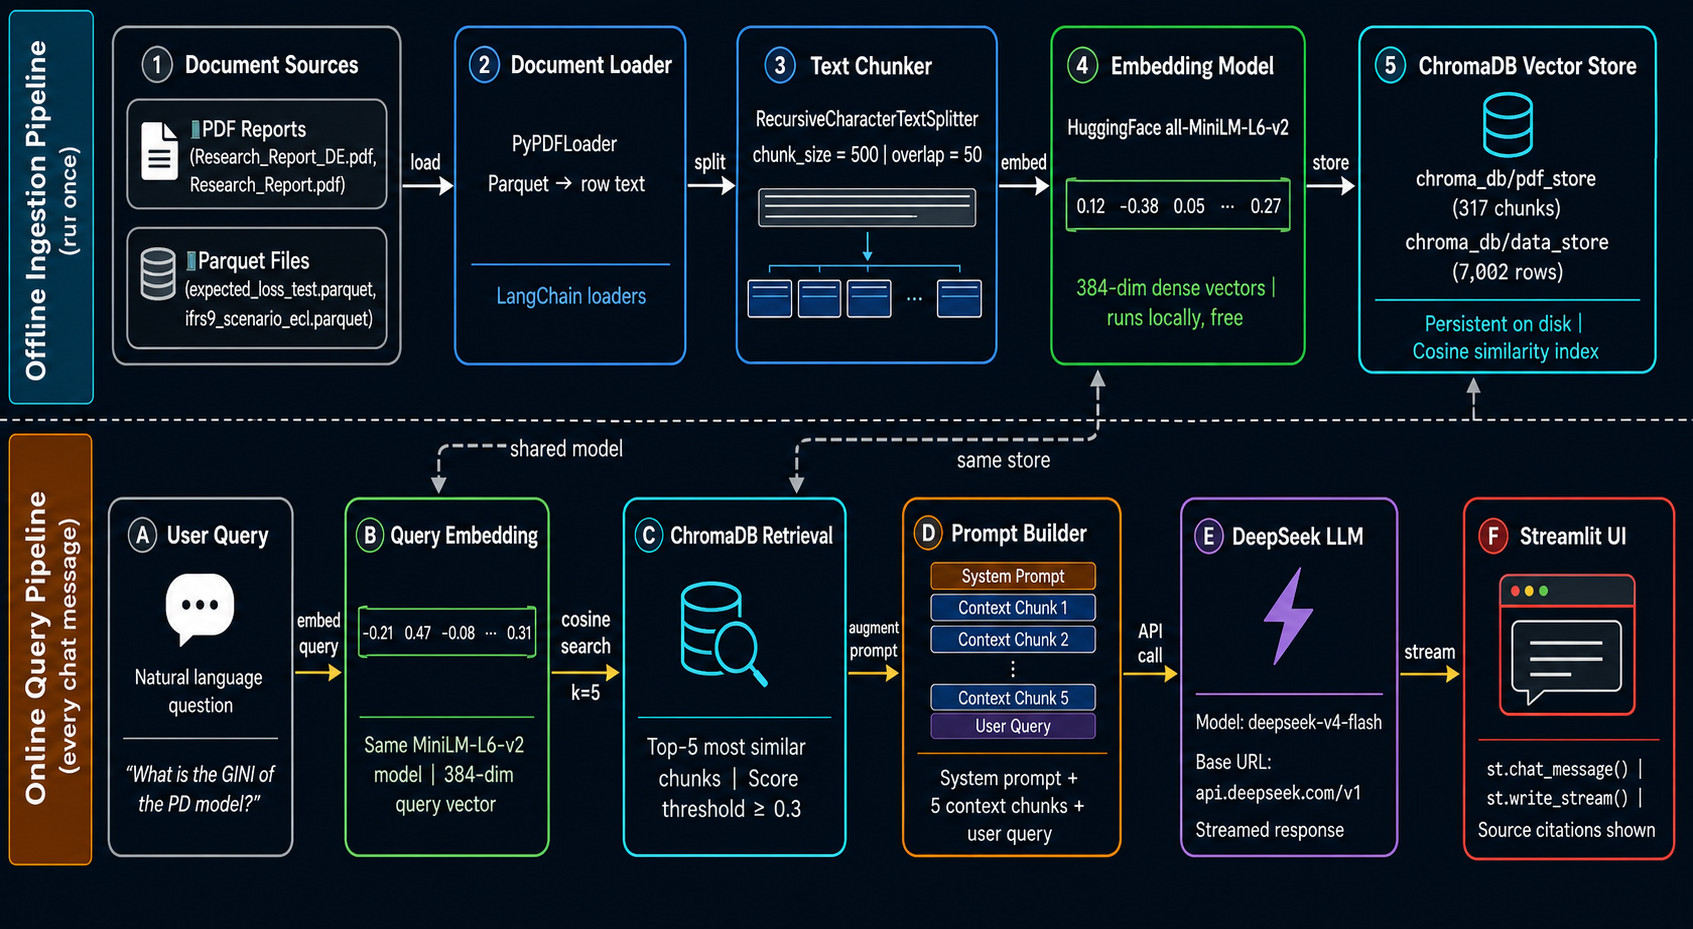 Offline Ingestion Pipeline
(run once)
1 Document Sources
PDF Reports
(Research_Report_DE.pdf,
Research_Report.pdf)
Parquet Files
(expected_loss_test.parquet,
ifrs9_scenario_ecl.parquet)
load
2 Document Loader
PyPDFLoader
Parquet → row text
LangChain loaders
split
3 Text Chunker
RecursiveCharacterTextSplitter
chunk_size = 500 | overlap = 50
...
embed
4 Embedding Model
HuggingFace all-MiniLM-L6-v2
0.12 -0.38 0.05 ... 0.27
384-dim dense vectors |
runs locally, free
store
5 ChromaDB Vector Store
chroma_db/pdf_store
(317 chunks)
chroma_db/data_store
(7,002 rows)
Persistent on disk |
Cosine similarity index
shared model
same store
Online Query Pipeline
(every chat message)
A User Query
Natural language
question
“What is the GINI of
the PD model?”
embed
query
B Query Embedding
-0.21 0.47 -0.08 ... 0.31
Same MiniLM-L6-v2
model | 384-dim
query vector
cosine
search
k=5
C ChromaDB Retrieval
Top-5 most similar
chunks | Score
threshold ≥ 0.3
augment
prompt
D Prompt Builder
System Prompt
Context Chunk 1
Context Chunk 2
⋮
Context Chunk 5
User Query
System prompt +
5 context chunks +
user query
API
call
E DeepSeek LLM
Model: deepseek-v4-flash
Base URL:
api.deepseek.com/v1
Streamed response
stream
F Streamlit UI
st.chat_message() |
st.write_stream() |
Source citations shown